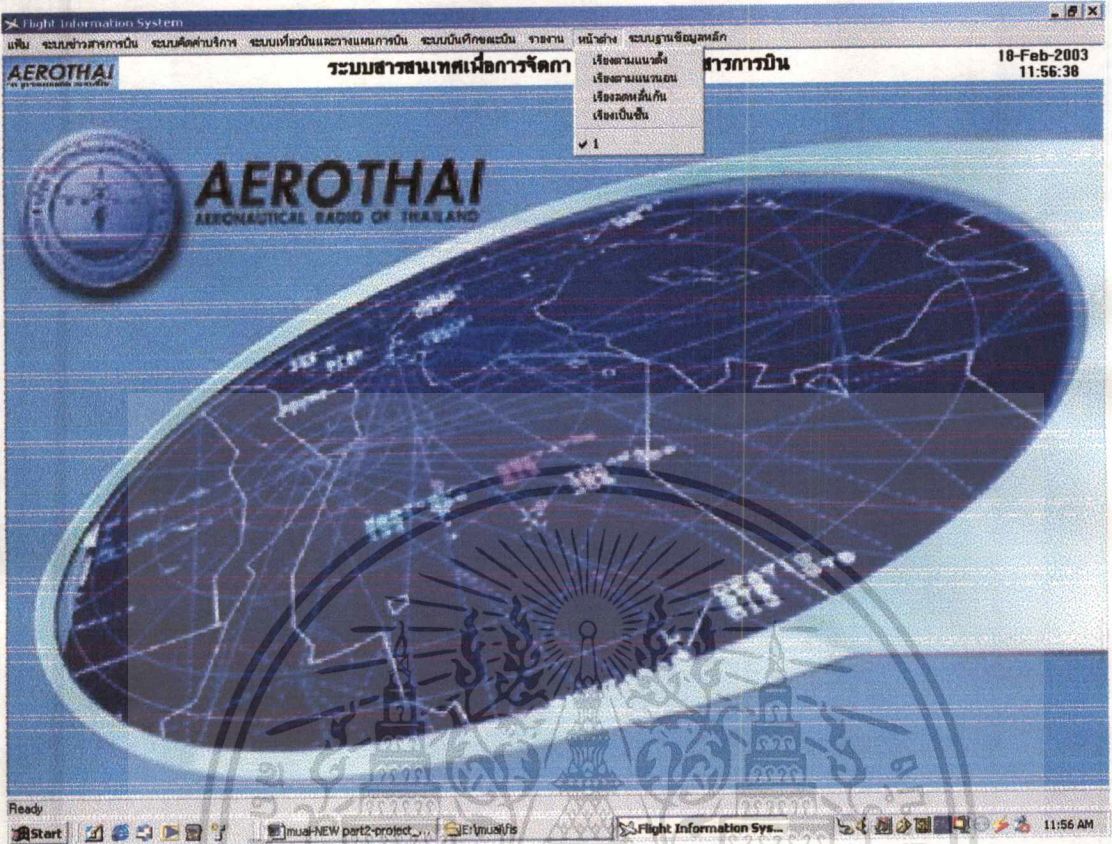 Flight Information System
แฟ้ม ระบบข่าวสารการบิน ระบบคิดค่าบริการ ระบบเที่ยวบินและวางแผนการบิน ระบบบันทึกขณะบิน รายงาน หน้าต่าง ระบบฐานข้อมูลหลัก
AEROTHAI
ระบบสารสนเทศเพื่อการจัดกา
สารการบิน
18-Feb-2003
11:56:38
เรียงตามแนวตั้ง
เรียงตามแนวนอน
เรียงลดหลั่นกัน
เรียงเป็นชั้น
✔ 1
AEROTHAI
AERONAUTICAL RADIO OF THAILAND
Ready
Start
muai-NEW part2-project_...
E:\muai\fis
Flight Information Sys...
11:56 AM